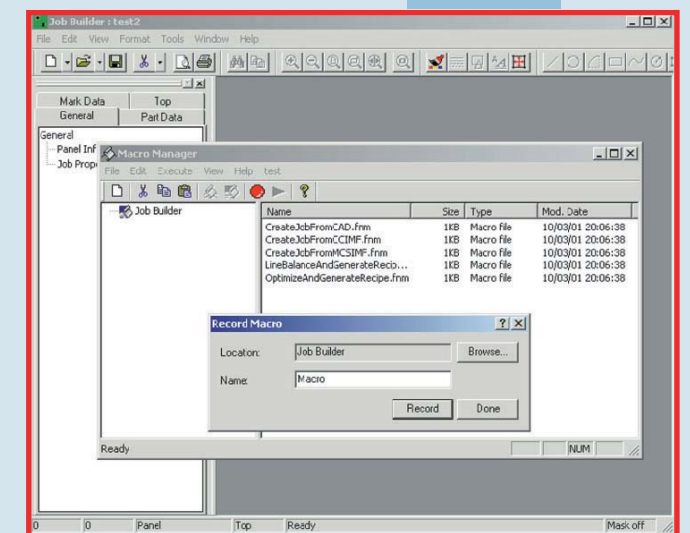 Job Builder : test2
File Edit View Format Tools Window Help
Mark Data Top
General Part Data
General
Panel Inf
Job Prop
Macro Manager
File Edit Execute View Help test
Job Builder
Name Size Type Mod. Date
CreateJobFromCAD.fnm 1KB Macro file 10/03/01 20:06:38
CreateJobFromCCIMF.fnm 1KB Macro file 10/03/01 20:06:38
CreateJobFromMCSIMF.fnm 1KB Macro file 10/03/01 20:06:38
LineBalanceAndGenerateRecip... 1KB Macro file 10/03/01 20:06:38
OptimizeAndGenerateRecipe.fnm 1KB Macro file 10/03/01 20:06:38
Record Macro
Location: Job Builder Browse...
Name: Macro
Record Done
Ready NUM
0 0 Panel Top Ready Mask off